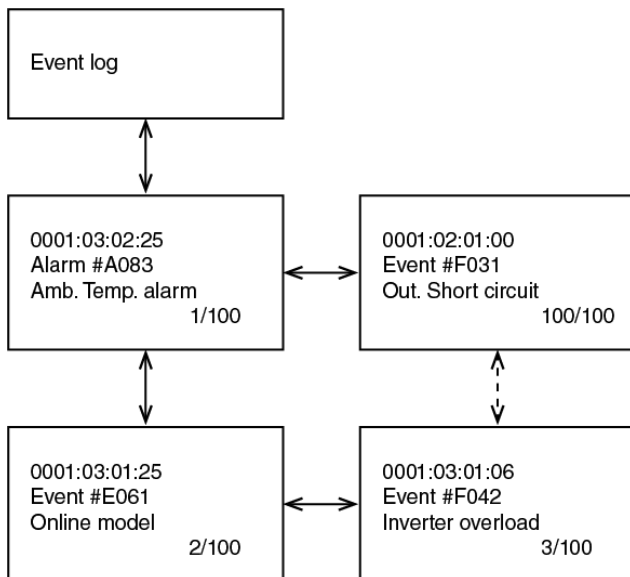 Event log
0001:03:02:25
Alarm #A083
Amb. Temp. alarm
1/100
0001:02:01:00
Event #F031
Out. Short circuit
100/100
0001:03:01:25
Event #E061
Online model
2/100
0001:03:01:06
Event #F042
Inverter overload
3/100